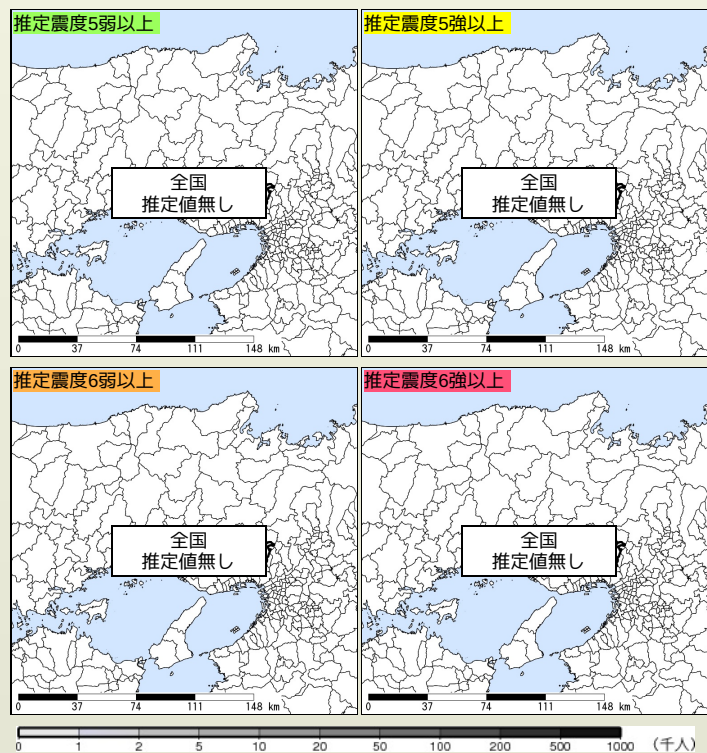 推定震度5弱以上
全国
推定値無し
0 37 74 111 148 km
推定震度5強以上
全国
推定値無し
0 37 74 111 148 km
推定震度6弱以上
全国
推定値無し
0 37 74 111 148 km
推定震度6強以上
全国
推定値無し
0 37 74 111 148 km
0 1 2 5 10 20 50 100 200 500 1000 (千人)